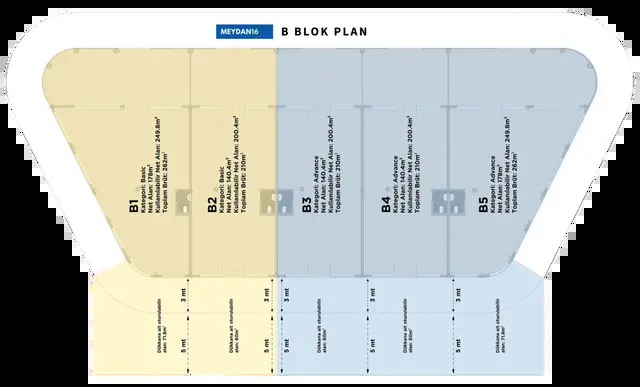 MEYDAN16
B BLOK PLAN
B1
Kategori: Basic
Net Alan: 178m²
Kullanılabilir Net Alan: 249.8m²
Toplam Brüt: 262m²
B2
Kategori: Basic
Net Alan: 140.4m²
Kullanılabilir Net Alan: 200.4m²
Toplam Brüt: 210m²
B3
Kategori: Advance
Net Alan: 140.4m²
Kullanılabilir Net Alan: 200.4m²
Toplam Brüt: 210m²
B4
Kategori: Advance
Net Alan: 140.4m²
Kullanılabilir Net Alan: 200.4m²
Toplam Brüt: 210m²
B5
Kategori: Advance
Net Alan: 178m²
Kullanılabilir Net Alan: 249.8m²
Toplam Brüt: 262m²
3 mt
3 mt
3 mt
3 mt
3 mt
Dükkana ait oturulabilir
alan: 71.8m²
Dükkana ait oturulabilir
alan: 60m²
Dükkana ait oturulabilir
alan: 60m²
Dükkana ait oturulabilir
alan: 60m²
Dükkana ait oturulabilir
alan: 71.8m²
5 mt
5 mt
5 mt
5 mt
5 mt